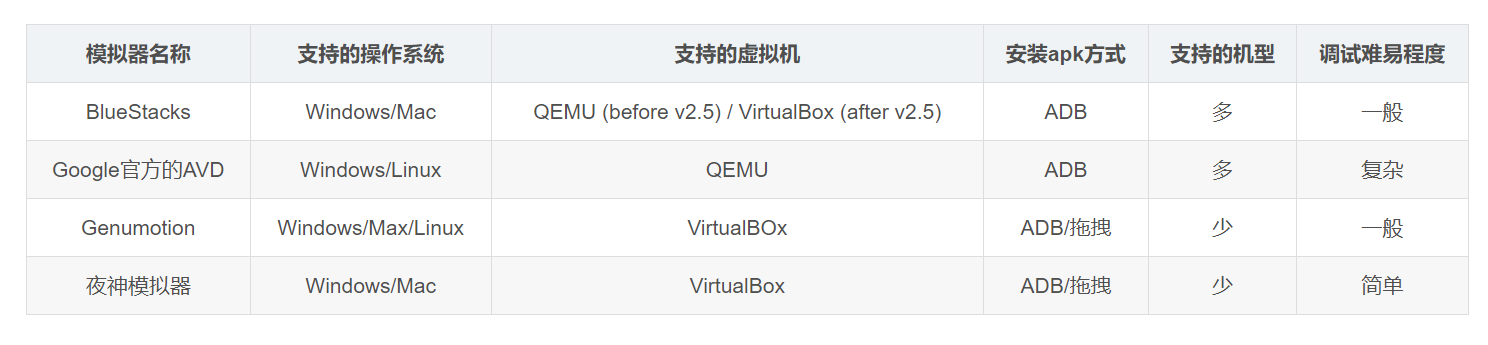 模拟器名称 支持的操作系统 支持的虚拟机 安装apk方式 支持的机型 调试难易程度
BlueStacks Windows/Mac QEMU (before v2.5) / VirtualBox (after v2.5) ADB 多 一般
Google官方的AVD Windows/Linux QEMU ADB 多 复杂
Genumotion Windows/Max/Linux VirtualBOx ADB/拖拽 少 一般
夜神模拟器 Windows/Mac VirtualBox ADB/拖拽 少 简单